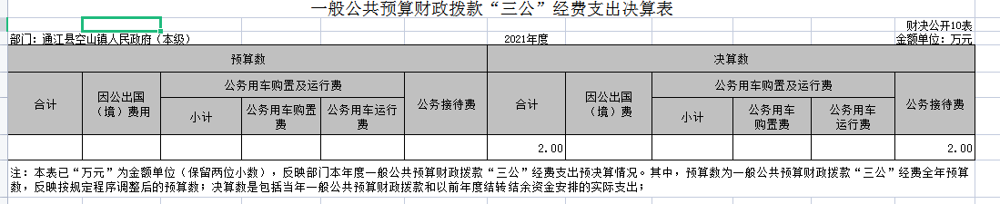 一般公共预算财政拨款“三公”经费支出决算表
财决公开10表
部门：通江县空山镇人民政府（本级）	2021年度	金额单位：万元
预算数	决算数
合计	因公出国（境）费用	公务用车购置及运行费	公务接待费	合计	因公出国（境）费	公务用车购置及运行费	公务接待费
小计	公务用车购置费	公务用车运行费	小计	公务用车购置费	公务用车运行费
2.00	2.00
注：本表已“万元”为金额单位（保留两位小数），反映部门本年度一般公共预算财政拨款“三公”经费支出预决算情况。其中，预算数为一般公共预算财政拨款“三公”经费全年预算
数，反映按规定程序调整后的预算数；决算数是包括当年一般公共预算财政拨款和以前年度结转结余资金安排的实际支出；